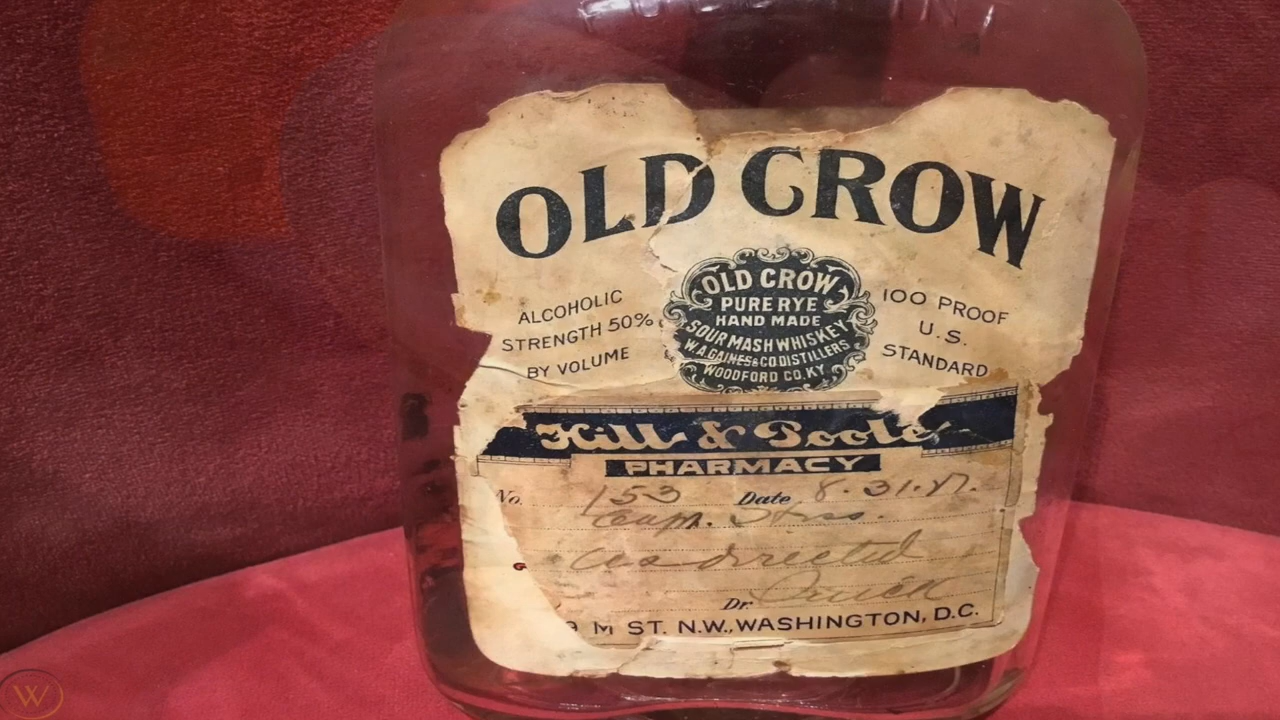 OLD CROW
ALCOHOLIC
STRENGTH 50%
BY VOLUME
OLD CROW
PURE RYE
HAND MADE
SOUR MASH WHISKEY
W.A. GAINES & CO DISTILLERS
WOODFORD CO. KY.
100 PROOF
U.S.
STANDARD
Hill & Poole
PHARMACY
No. 153 Date 8.31.
Capt.
As directed
Dr.
9 M ST. N.W., WASHINGTON, D.C.
W